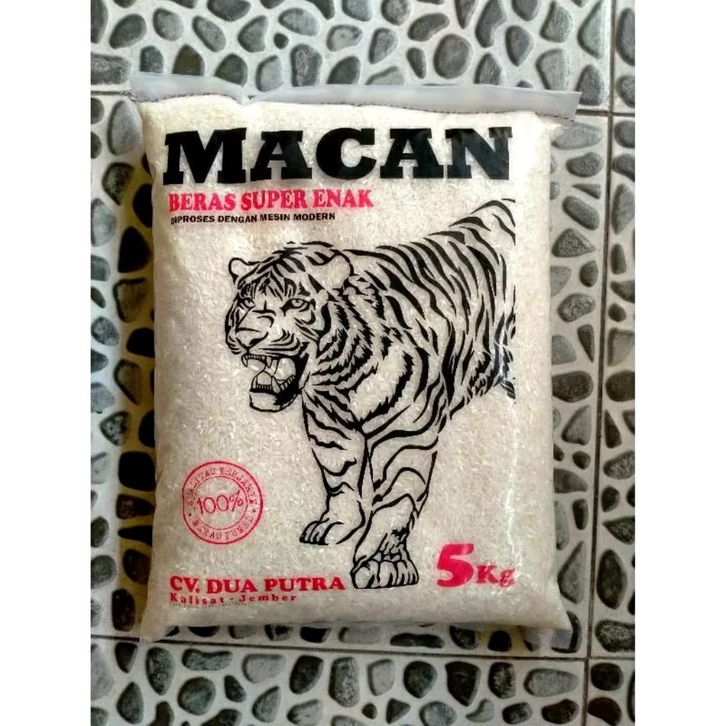 MACAN
BERAS SUPER ENAK
DIPROSES DENGAN MESIN MODERN
100%
CV. DUA PUTRA
Kalisat - Jember
5Kg